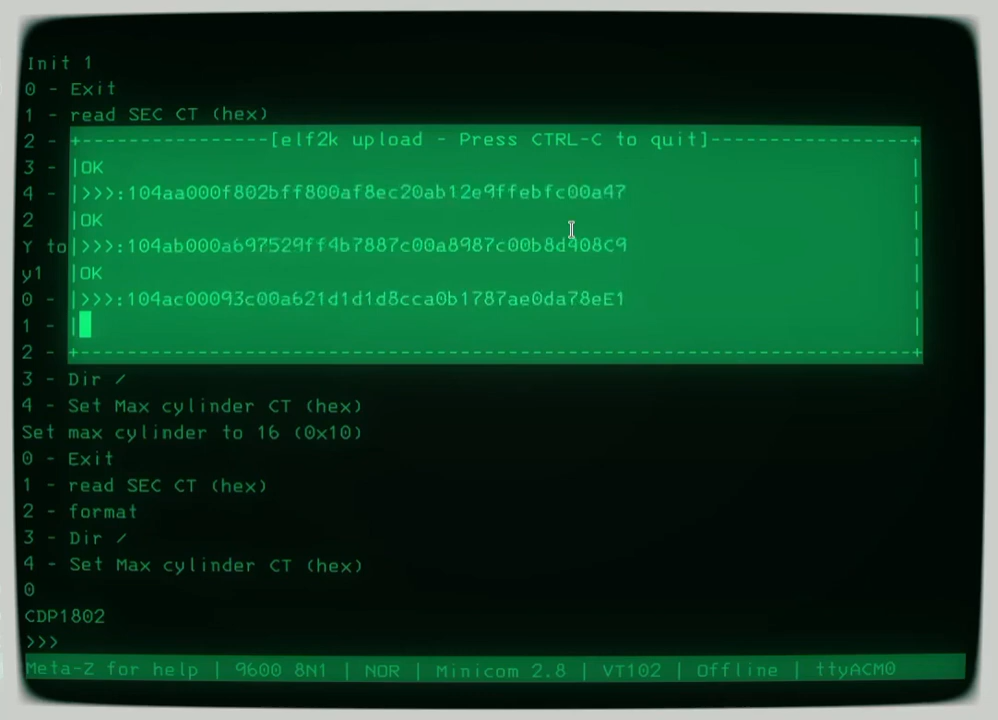 Init 1
0 - Exit
1 - read SEC CT (hex)
2 - +-----------------[elf2k upload - Press CTRL-C to quit]------------------+
3 - |OK |
4 - |>>>:104aa000f802bff800af8ec20ab12e9ffebfc00a47 |
2 |OK |
Y to|>>>:104ab000a697529ff4b7887c00a8987c00b8d408c9 |
y1 |OK |
0 - |>>>:104ac00093c00a621d1d1d8cca0b1787ae0da78eE1 |
1 - | |
2 - +------------------------------------------------------------------------+
3 - Dir /
4 - Set Max cylinder CT (hex)
Set max cylinder to 16 (0x10)
0 - Exit
1 - read SEC CT (hex)
2 - format
3 - Dir /
4 - Set Max cylinder CT (hex)
0
CDP1802
>>>
Meta-Z for help | 9600 8N1 | NOR | Minicom 2.8 | VT102 | Offline | ttyACM0